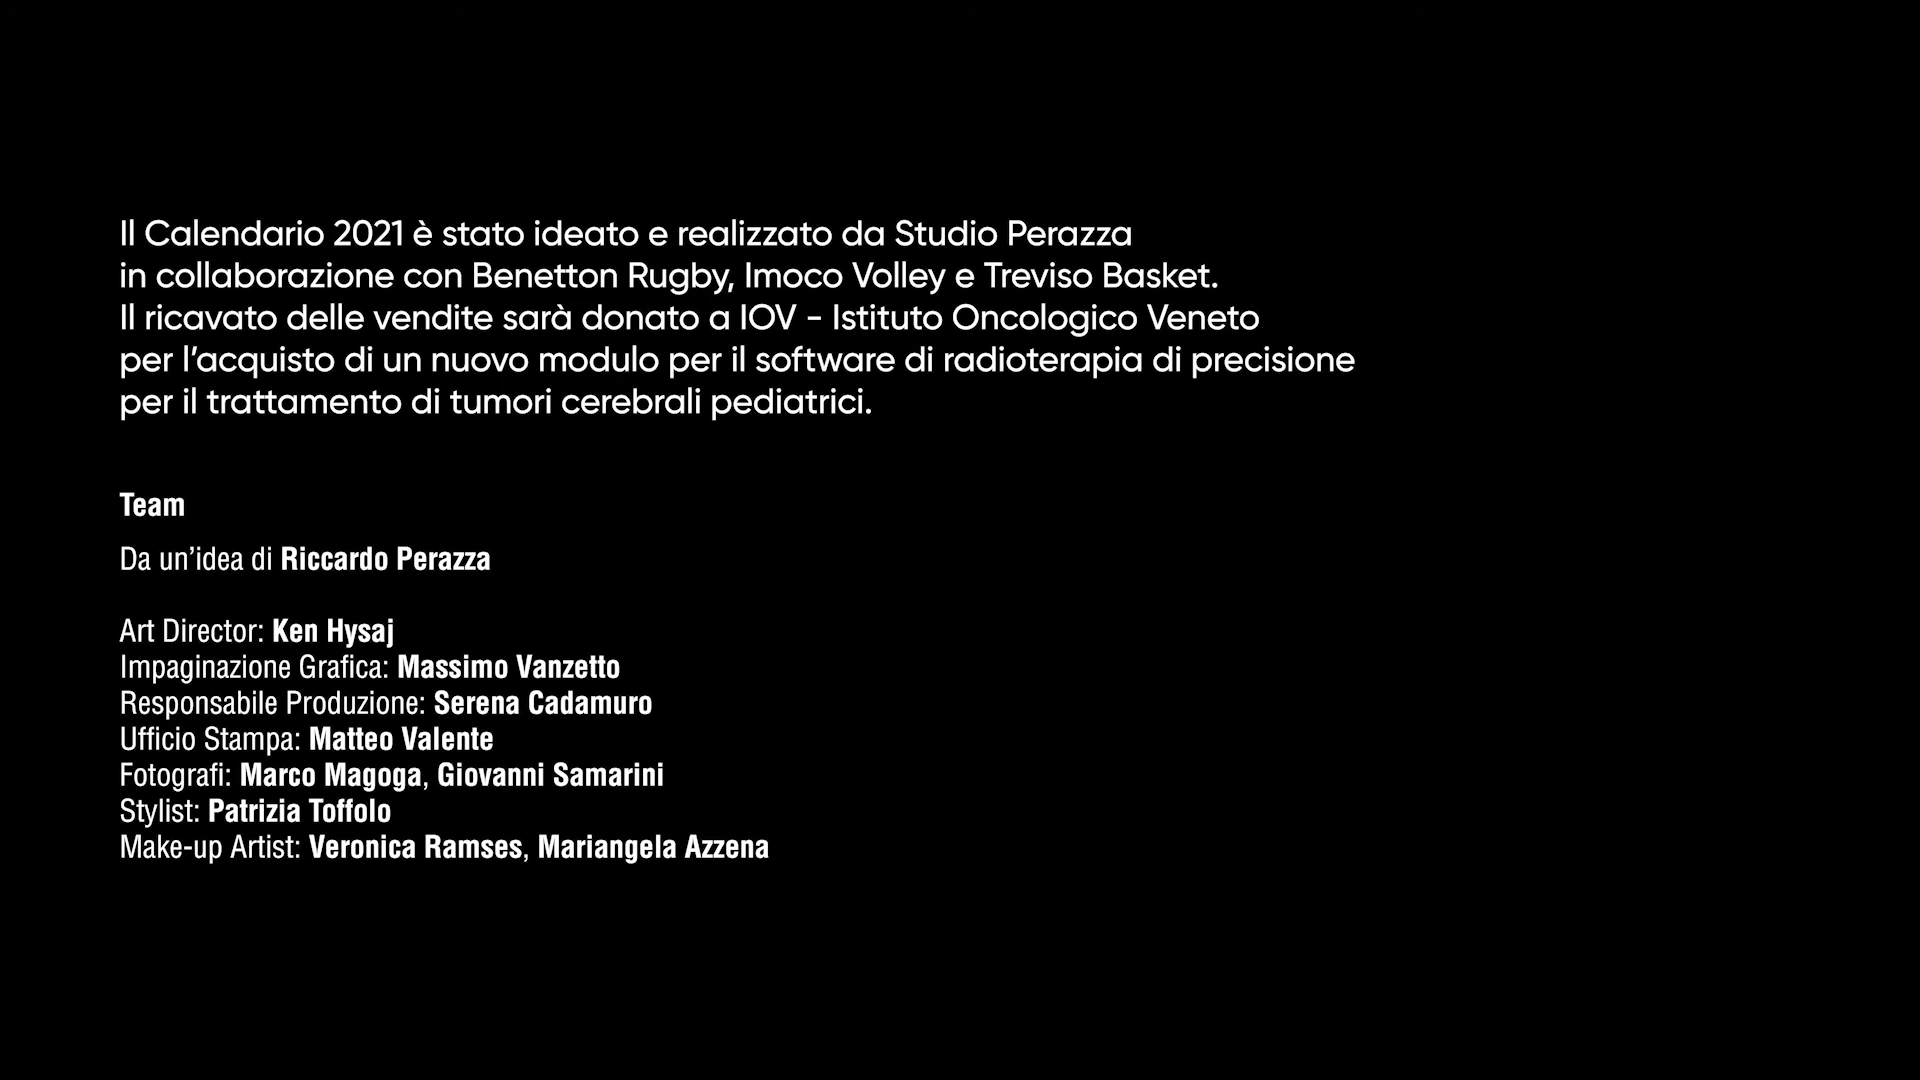 Il Calendario 2021 è stato ideato e realizzato da Studio Perazza
in collaborazione con Benetton Rugby, Imoco Volley e Treviso Basket.
Il ricavato delle vendite sarà donato a IOV - Istituto Oncologico Veneto
per l’acquisto di un nuovo modulo per il software di radioterapia di precisione
per il trattamento di tumori cerebrali pediatrici.
Team
Da un’idea di Riccardo Perazza
Art Director: Ken Hysaj
Impaginazione Grafica: Massimo Vanzetto
Responsabile Produzione: Serena Cadamuro
Ufficio Stampa: Matteo Valente
Fotografi: Marco Magoga, Giovanni Samarini
Stylist: Patrizia Toffolo
Make-up Artist: Veronica Ramses, Mariangela Azzena